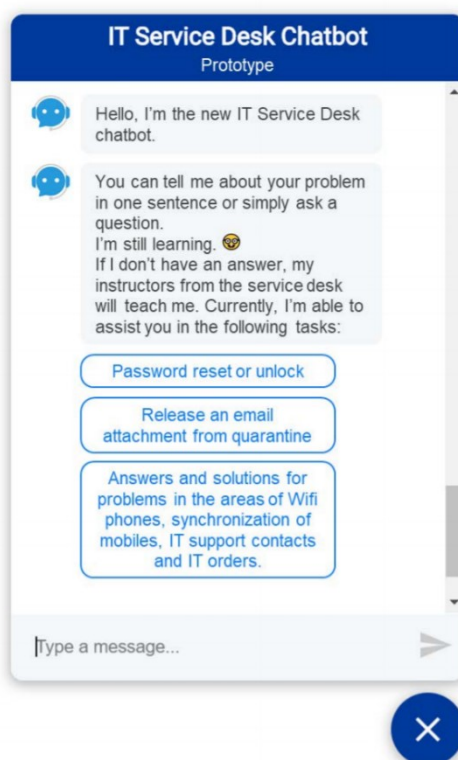 IT Service Desk Chatbot
Prototype
Hello, I'm the new IT Service Desk
chatbot.
You can tell me about your problem
in one sentence or simply ask a
question.
I'm still learning. 🤓
If I don't have an answer, my
instructors from the service desk
will teach me. Currently, I'm able to
assist you in the following tasks:
Password reset or unlock
Release an email
attachment from quarantine
Answers and solutions for
problems in the areas of Wifi
phones, synchronization of
mobiles, IT support contacts
and IT orders.
Type a message...